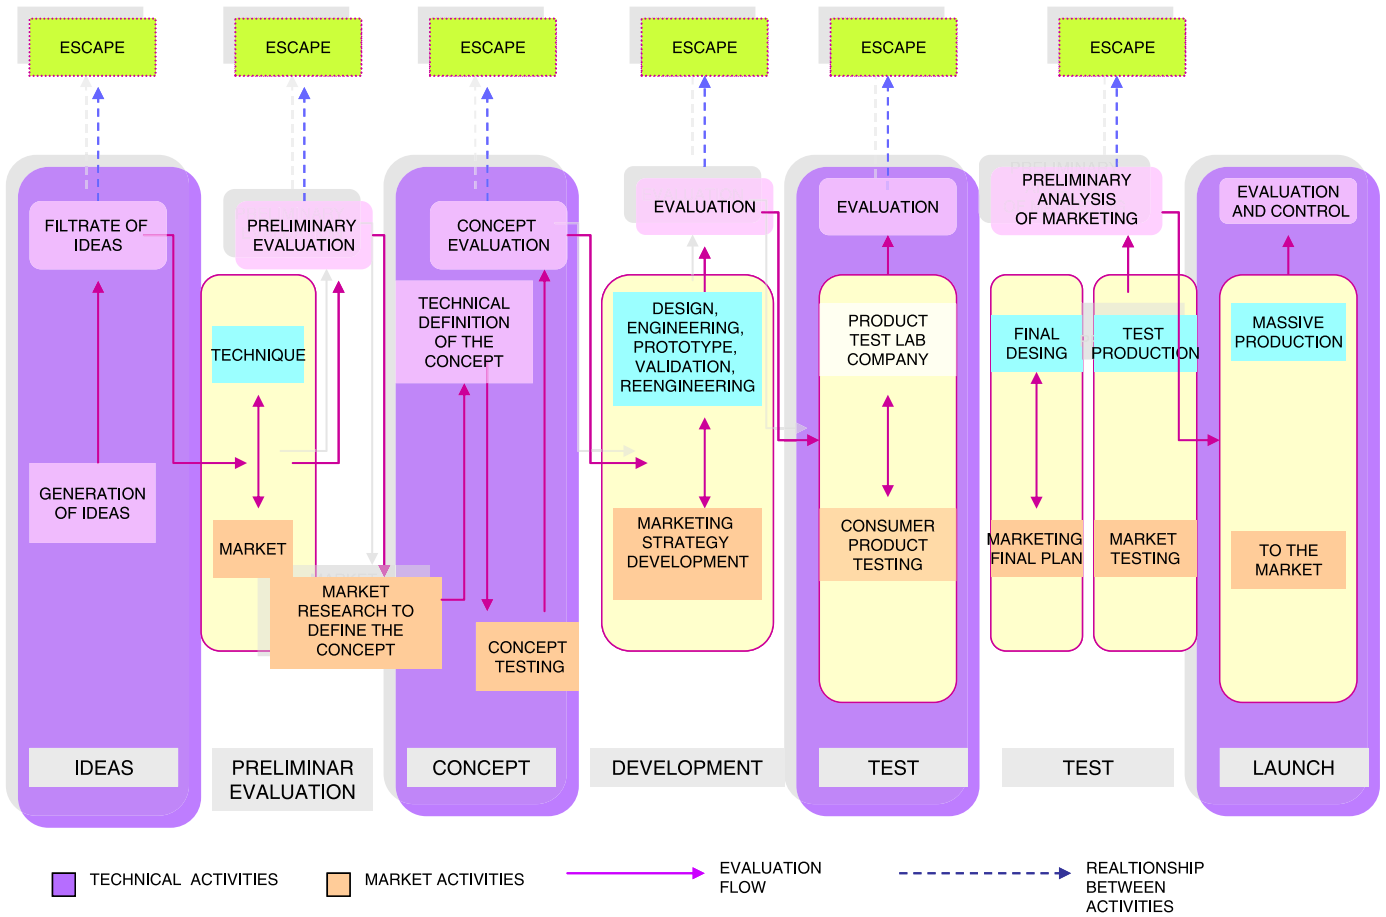 ESCAPE
ESCAPE
ESCAPE
ESCAPE
ESCAPE
ESCAPE
FILTRATE OF
IDEAS
GENERATION
OF IDEAS
IDEAS
PRELIMINARY
EVALUATION
TECHNIQUE
MARKET
MARKET
RESEARCH TO
DEFINE THE
CONCEPT
PRELIMINAR
EVALUATION
CONCEPT
EVALUATION
TECHNICAL
DEFINITION
OF THE
CONCEPT
CONCEPT
TESTING
CONCEPT
EVALUATION
DESIGN,
ENGINEERING,
PROTOTYPE,
VALIDATION,
REENGINEERING
MARKETING
STRATEGY
DEVELOPMENT
DEVELOPMENT
EVALUATION
PRODUCT
TEST LAB
COMPANY
CONSUMER
PRODUCT
TESTING
TEST
PRELIMINARY
ANALYSIS
OF MARKETING
FINAL
DESING
MARKETING
FINAL PLAN
TEST
PRODUCTION
MARKET
TESTING
TEST
EVALUATION
AND CONTROL
MASSIVE
PRODUCTION
TO THE
MARKET
LAUNCH
TECHNICAL ACTIVITIES
MARKET ACTIVITIES
EVALUATION
FLOW
REALTIONSHIP
BETWEEN
ACTIVITIES